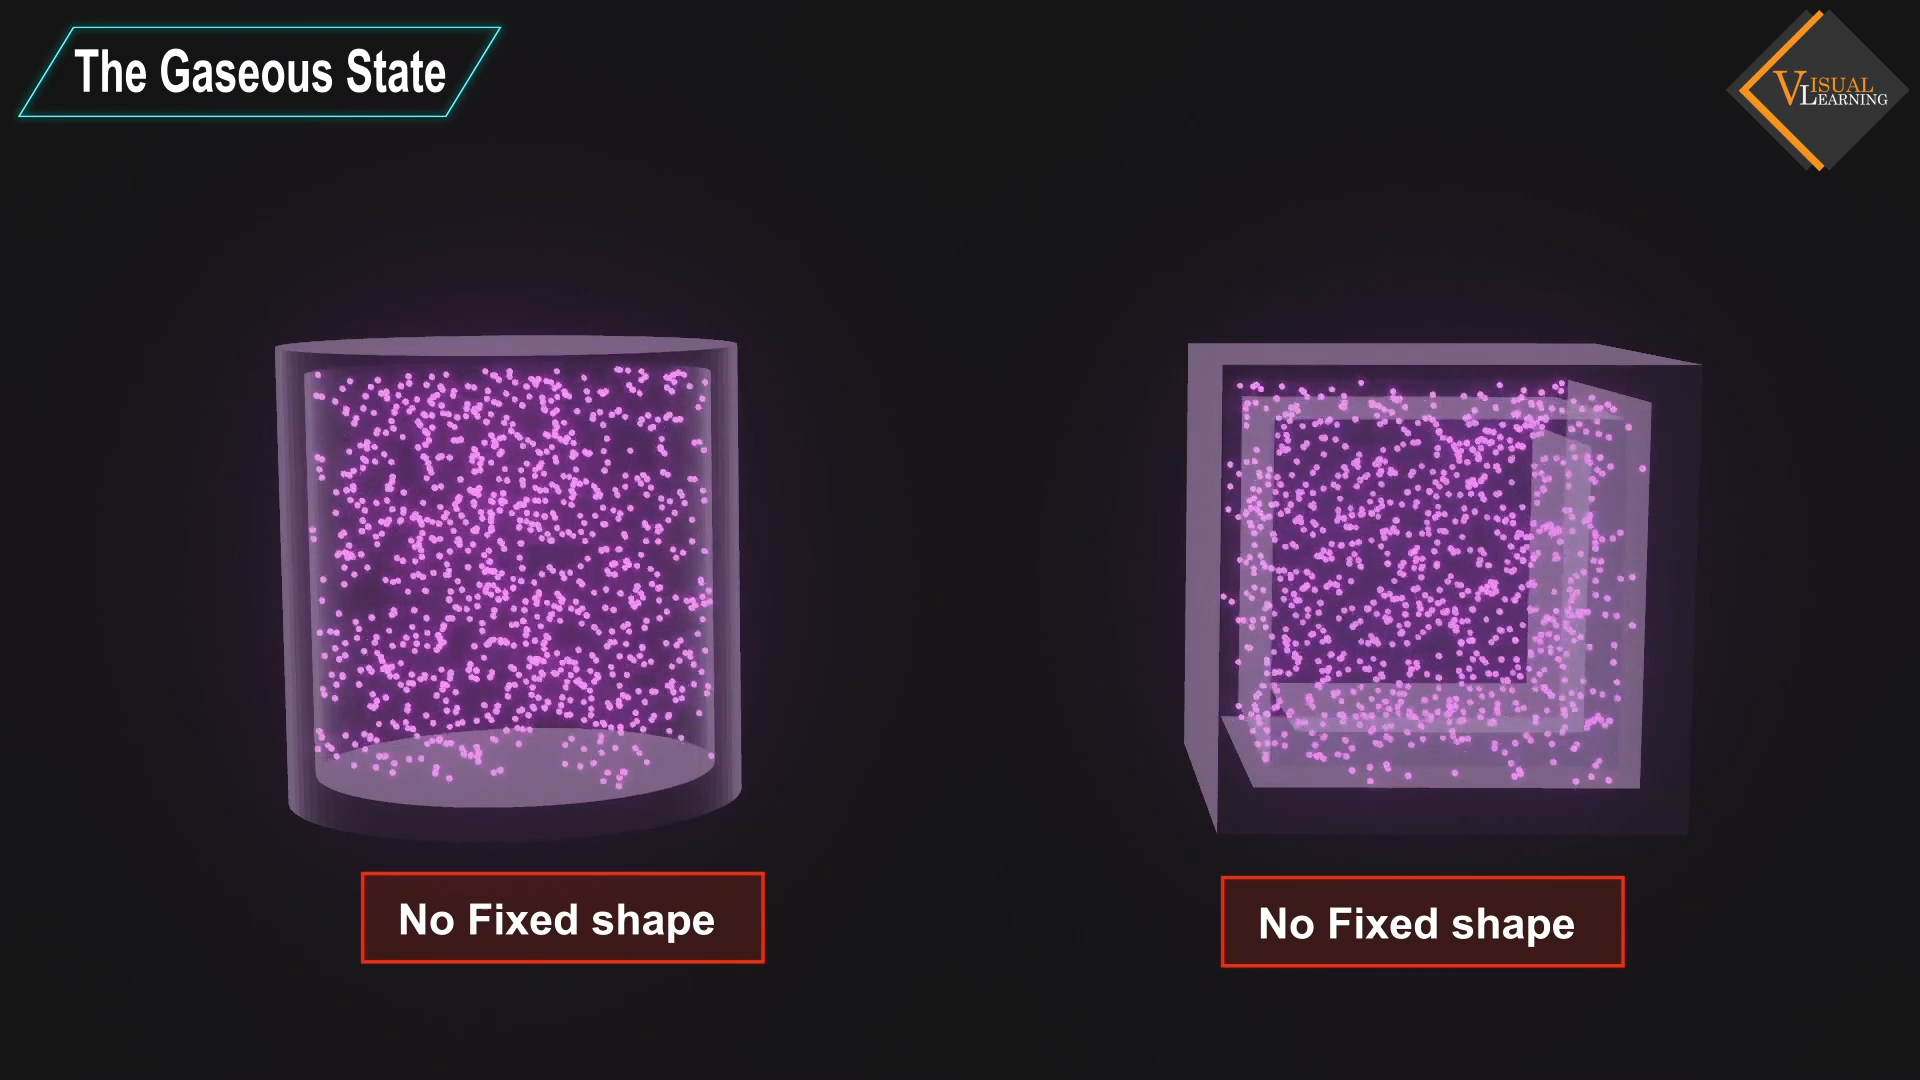 The Gaseous State
VISUAL
LEARNING
No Fixed shape
No Fixed shape